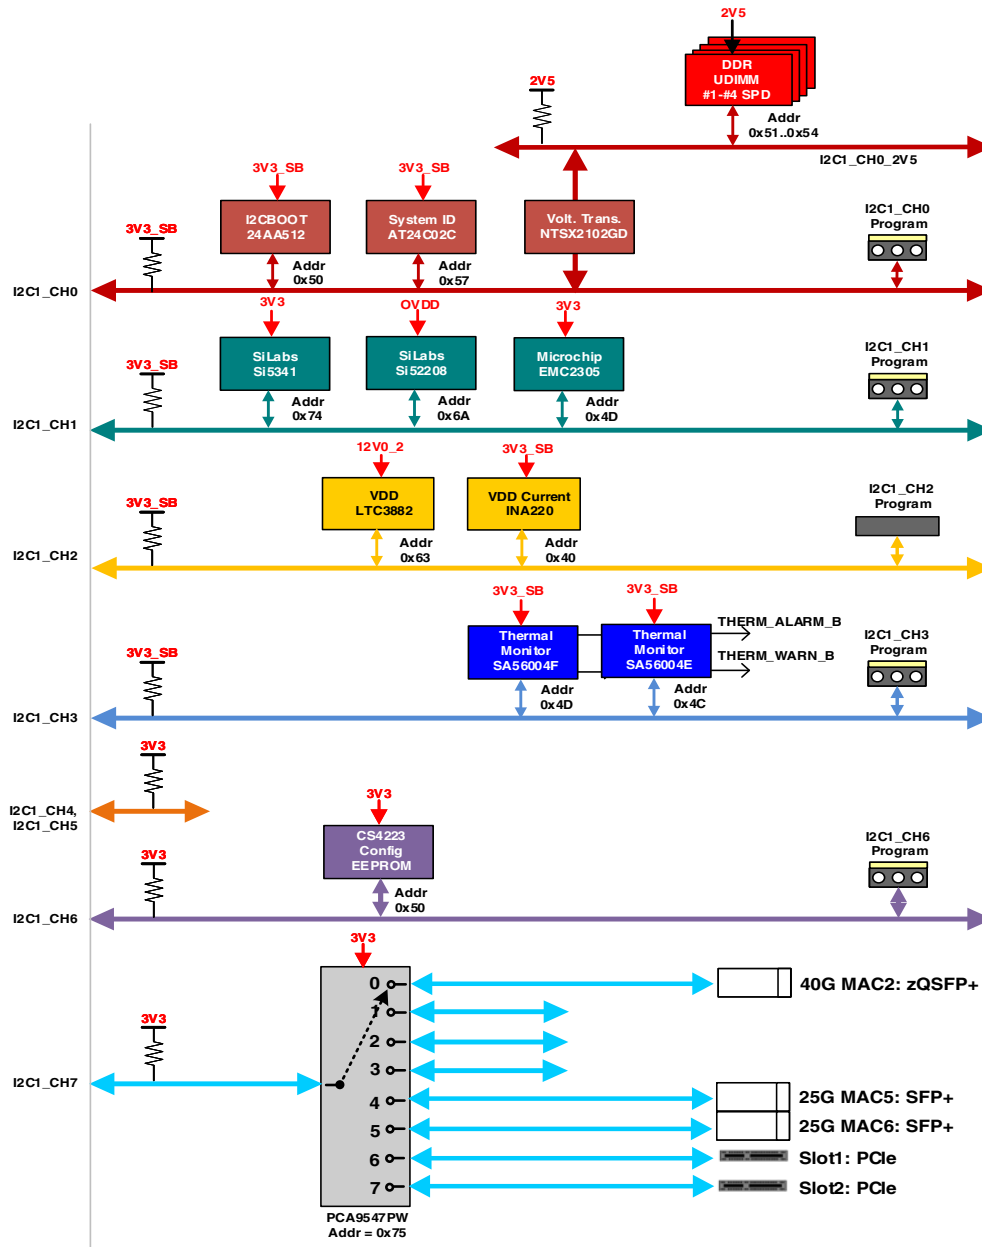 2V5
DDR
UDIMM
#1-#4 SPD
2V5
Addr
0x51..0x54
I2C1_CH0_2V5
3V3_SB
3V3_SB
I2CBOOT
24AA512
System ID
AT24C02C
Volt. Trans.
NTSX2102GD
I2C1_CH0
Program
3V3_SB
Addr
0x50
Addr
0x57
I2C1_CH0
3V3
OVDD
3V3
SiLabs
Si5341
SiLabs
Si52208
Microchip
EMC2305
I2C1_CH1
Program
3V3_SB
Addr
0x74
Addr
0x6A
Addr
0x4D
I2C1_CH1
12V0_2
3V3_SB
VDD
LTC3882
VDD Current
INA220
I2C1_CH2
Program
3V3_SB
Addr
0x63
Addr
0x40
I2C1_CH2
3V3_SB
3V3_SB
Thermal
Monitor
SA56004F
Thermal
Monitor
SA56004E
THERM_ALARM_B
THERM_WARN_B
I2C1_CH3
Program
3V3_SB
Addr
0x4D
Addr
0x4C
I2C1_CH3
3V3
I2C1_CH4,
I2C1_CH5
3V3
CS4223
Config
EEPROM
I2C1_CH6
Program
3V3
Addr
0x50
I2C1_CH6
3V3
0
40G MAC2: zQSFP+
1
2
3
3V3
I2C1_CH7
4
25G MAC5: SFP+
5
25G MAC6: SFP+
6
Slot1: PCIe
7
Slot2: PCIe
PCA9547PW
Addr = 0x75